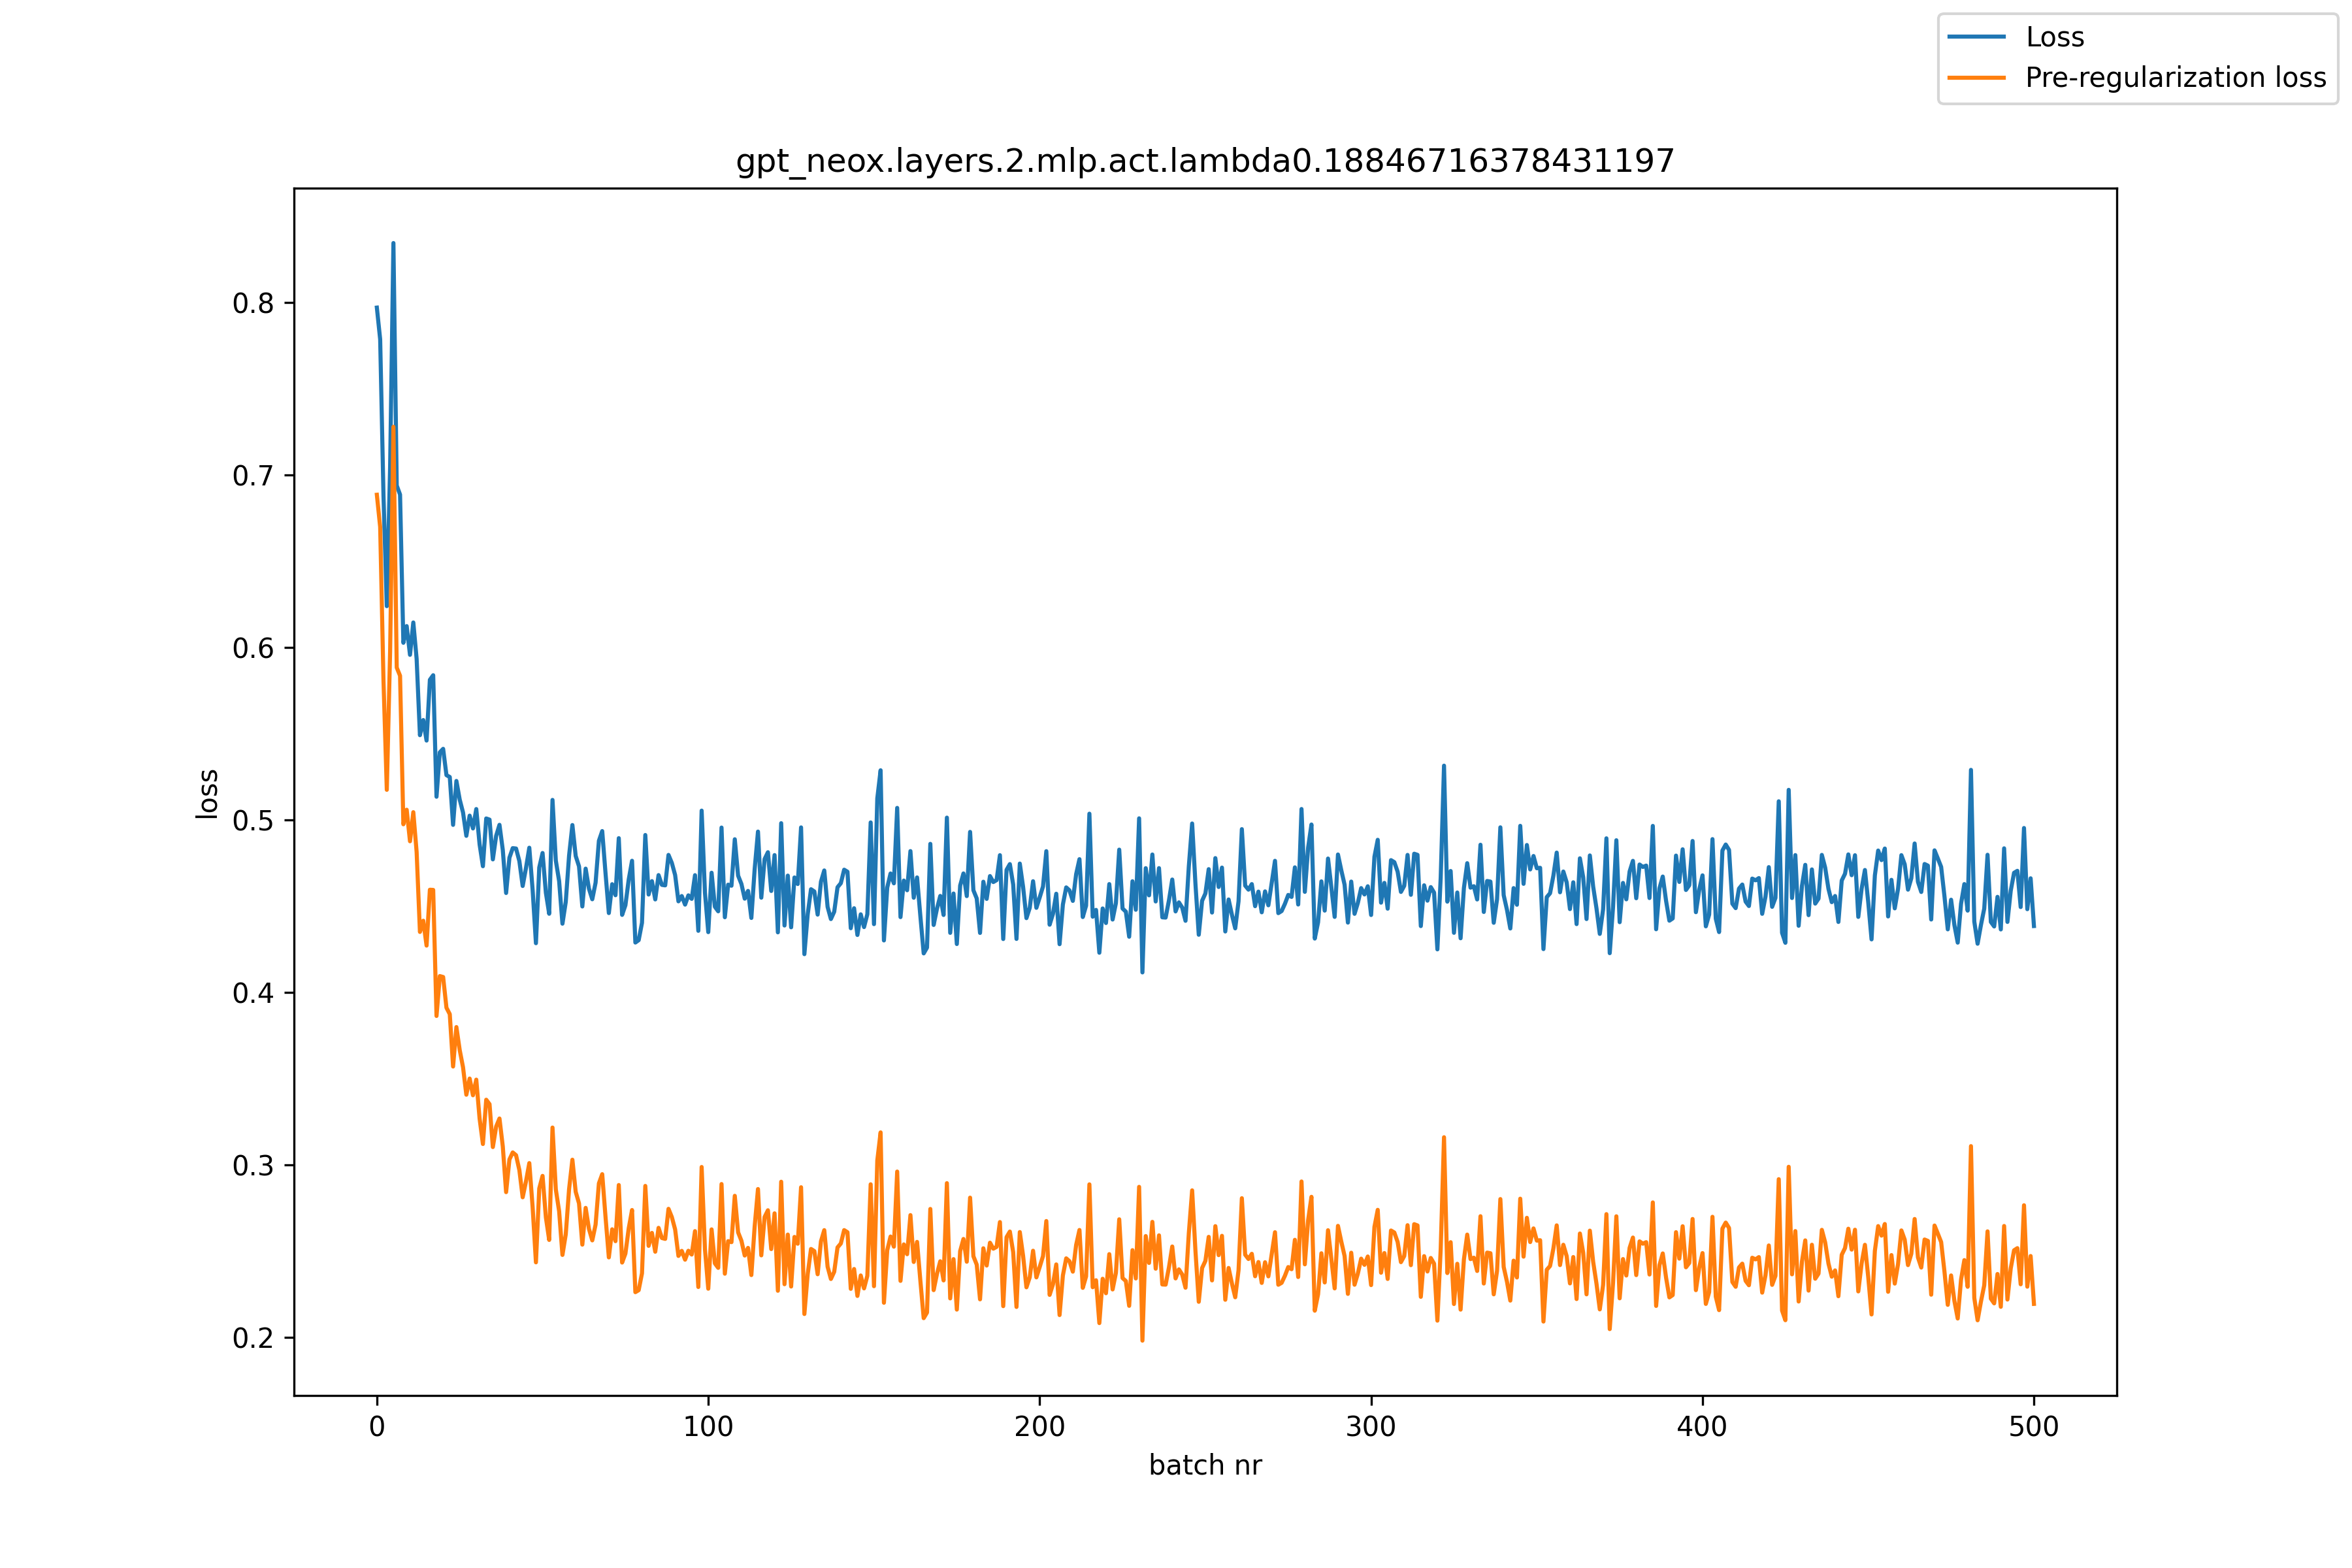 Loss
Pre-regularization loss
gpt_neox.layers.2.mlp.act.lambda0.18846716378431197
0.8
0.7
0.6
0.5
0.4
0.3
0.2
loss
0 100 200 300 400 500
batch nr